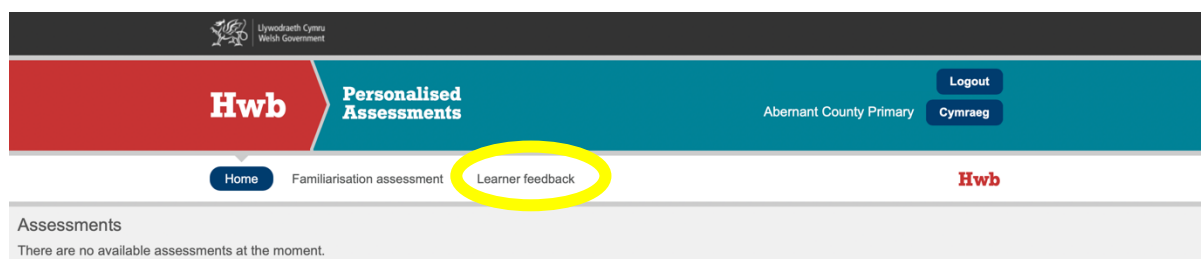 Llywodraeth Cymru
Welsh Government
Hwb
Personalised
Assessments
Logout
Abernant County Primary
Cymraeg
Home
Familiarisation assessment
Learner feedback
Hwb
Assessments
There are no available assessments at the moment.